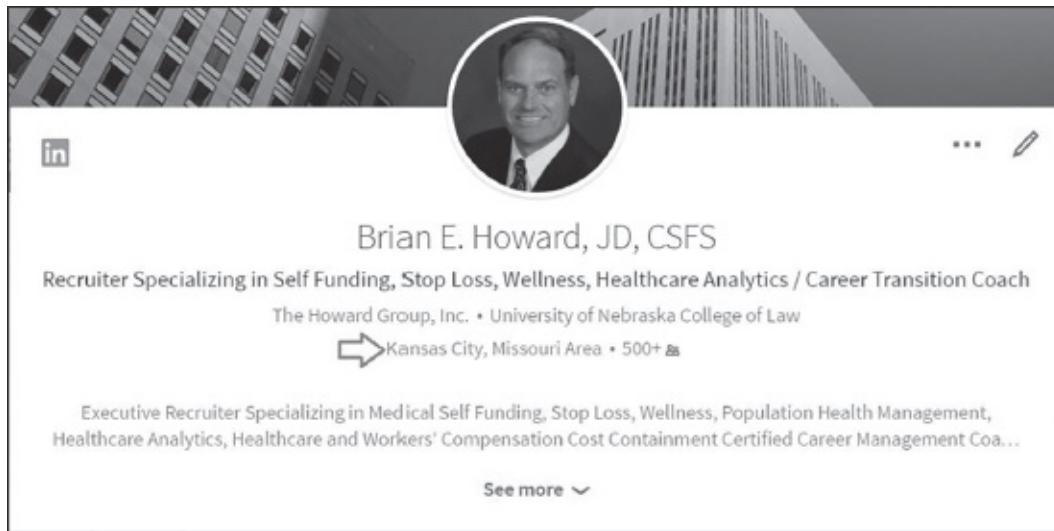 in
Brian E. Howard, JD, CSFS
Recruiter Specializing in Self Funding, Stop Loss, Wellness, Healthcare Analytics / Career Transition Coach
The Howard Group, Inc. • University of Nebraska College of Law
Kansas City, Missouri Area • 500+
Executive Recruiter Specializing in Medical Self Funding, Stop Loss, Wellness, Population Health Management,
Healthcare Analytics, Healthcare and Workers' Compensation Cost Containment Certified Career Management Coa...
See more